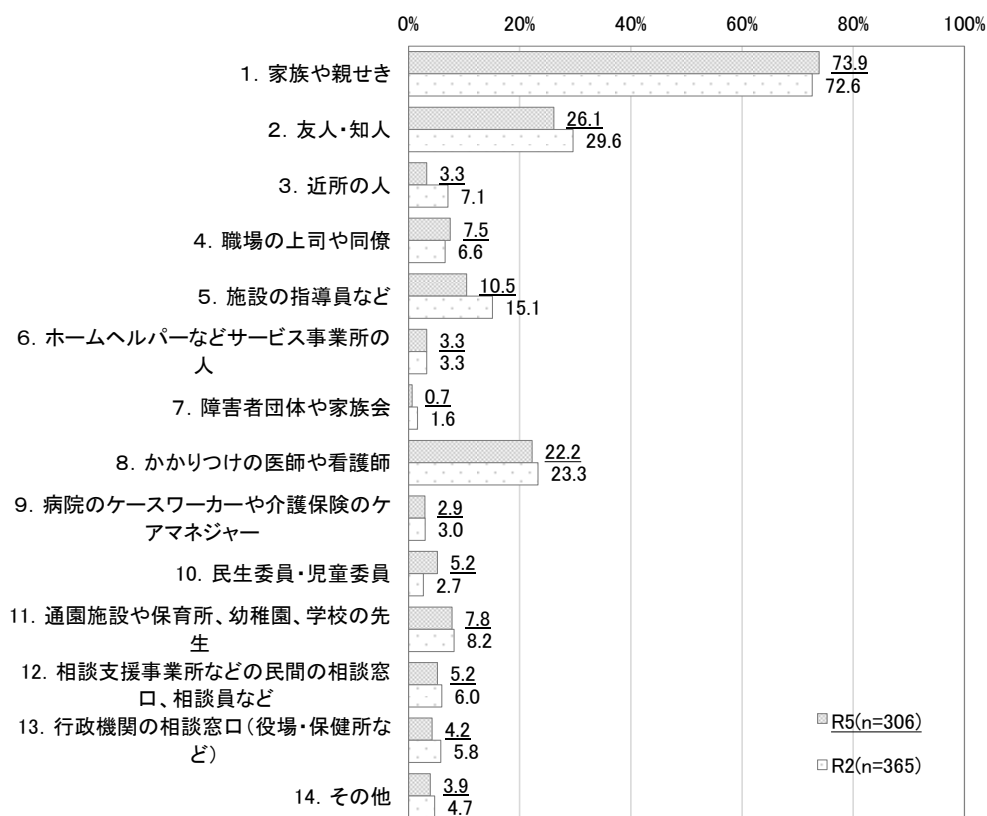 0% 20% 40% 60% 80% 100%
1. 家族や親せき
73.9
72.6
2. 友人・知人
26.1
29.6
3. 近所の人
3.3
7.1
4. 職場の上司や同僚
7.5
6.6
5. 施設の指導員など
10.5
15.1
6. ホームヘルパーなどサービス事業所の
人
3.3
3.3
7. 障害者団体や家族会
0.7
1.6
8. かかりつけの医師や看護師
22.2
23.3
9. 病院のケースワーカーや介護保険のケ
アマネジャー
2.9
3.0
10. 民生委員・児童委員
5.2
2.7
11. 通園施設や保育所、幼稚園、学校の先
生
7.8
8.2
12. 相談支援事業所などの民間の相談窓
口、相談員など
5.2
6.0
13. 行政機関の相談窓口(役場・保健所な
ど)
4.2
5.8
14. その他
3.9
4.7
R5(n=306)
R2(n=365)